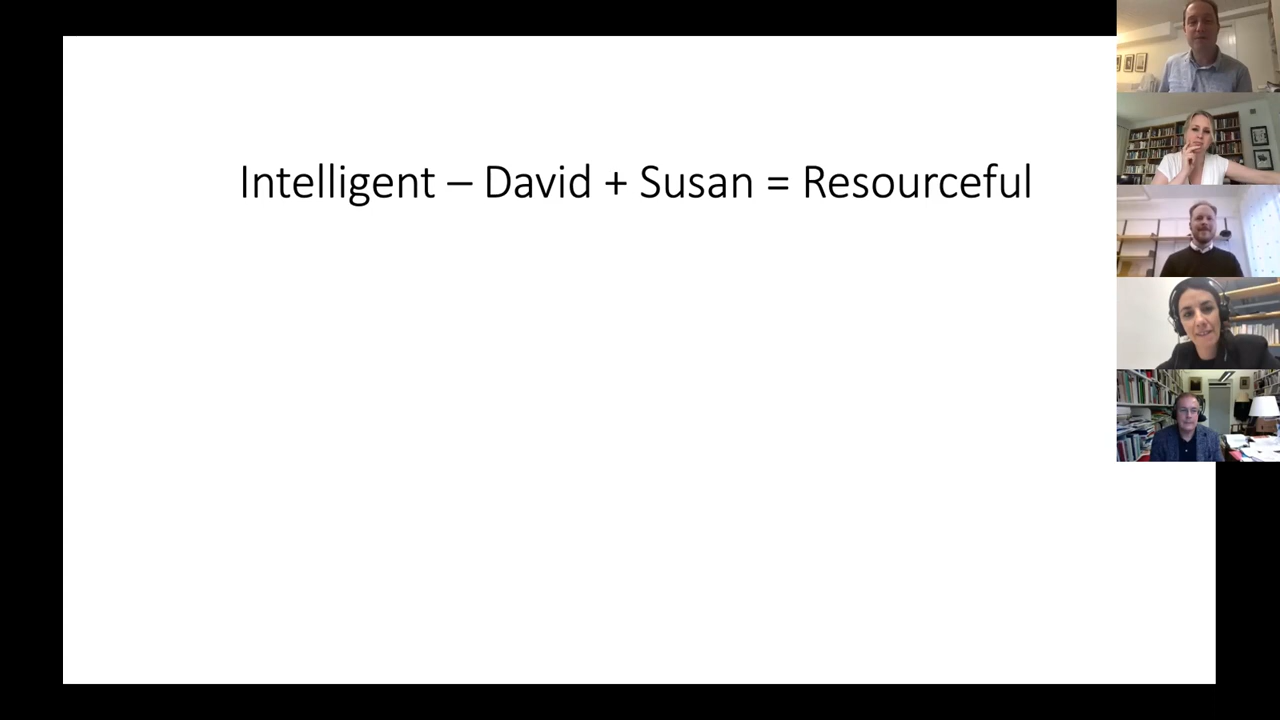 Intelligent – David + Susan = Resourceful